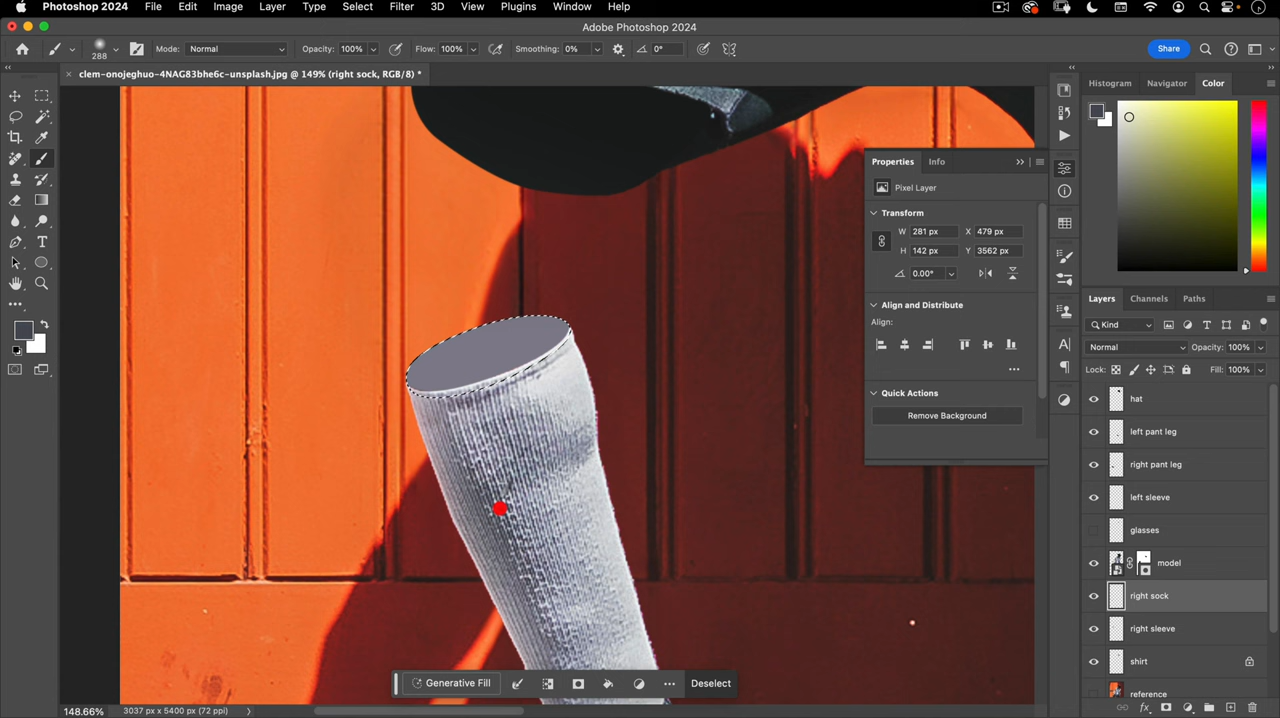 Photoshop 2024 File Edit Image Layer Type Select Filter 3D View Plugins Window Help
Adobe Photoshop 2024
288 Mode: Normal Opacity: 100% Flow: 100% Smoothing: 0% 0° Share
× clem-onojeghuo-4NAG83bhe6c-unsplash.jpg @ 149% (right sock, RGB/8) *
Histogram Navigator Color
Properties Info
Pixel Layer
Transform
W 281 px X 479 px
H 142 px Y 3562 px
0.00°
Align and Distribute
Align:
Quick Actions
Remove Background
Layers Channels Paths
Kind
Normal Opacity: 100%
Lock: Fill: 100%
hat
left pant leg
right pant leg
left sleeve
glasses
model
right sock
right sleeve
shirt
reference
Generative Fill Deselect
148.66% 3037 px x 5400 px (72 ppi)